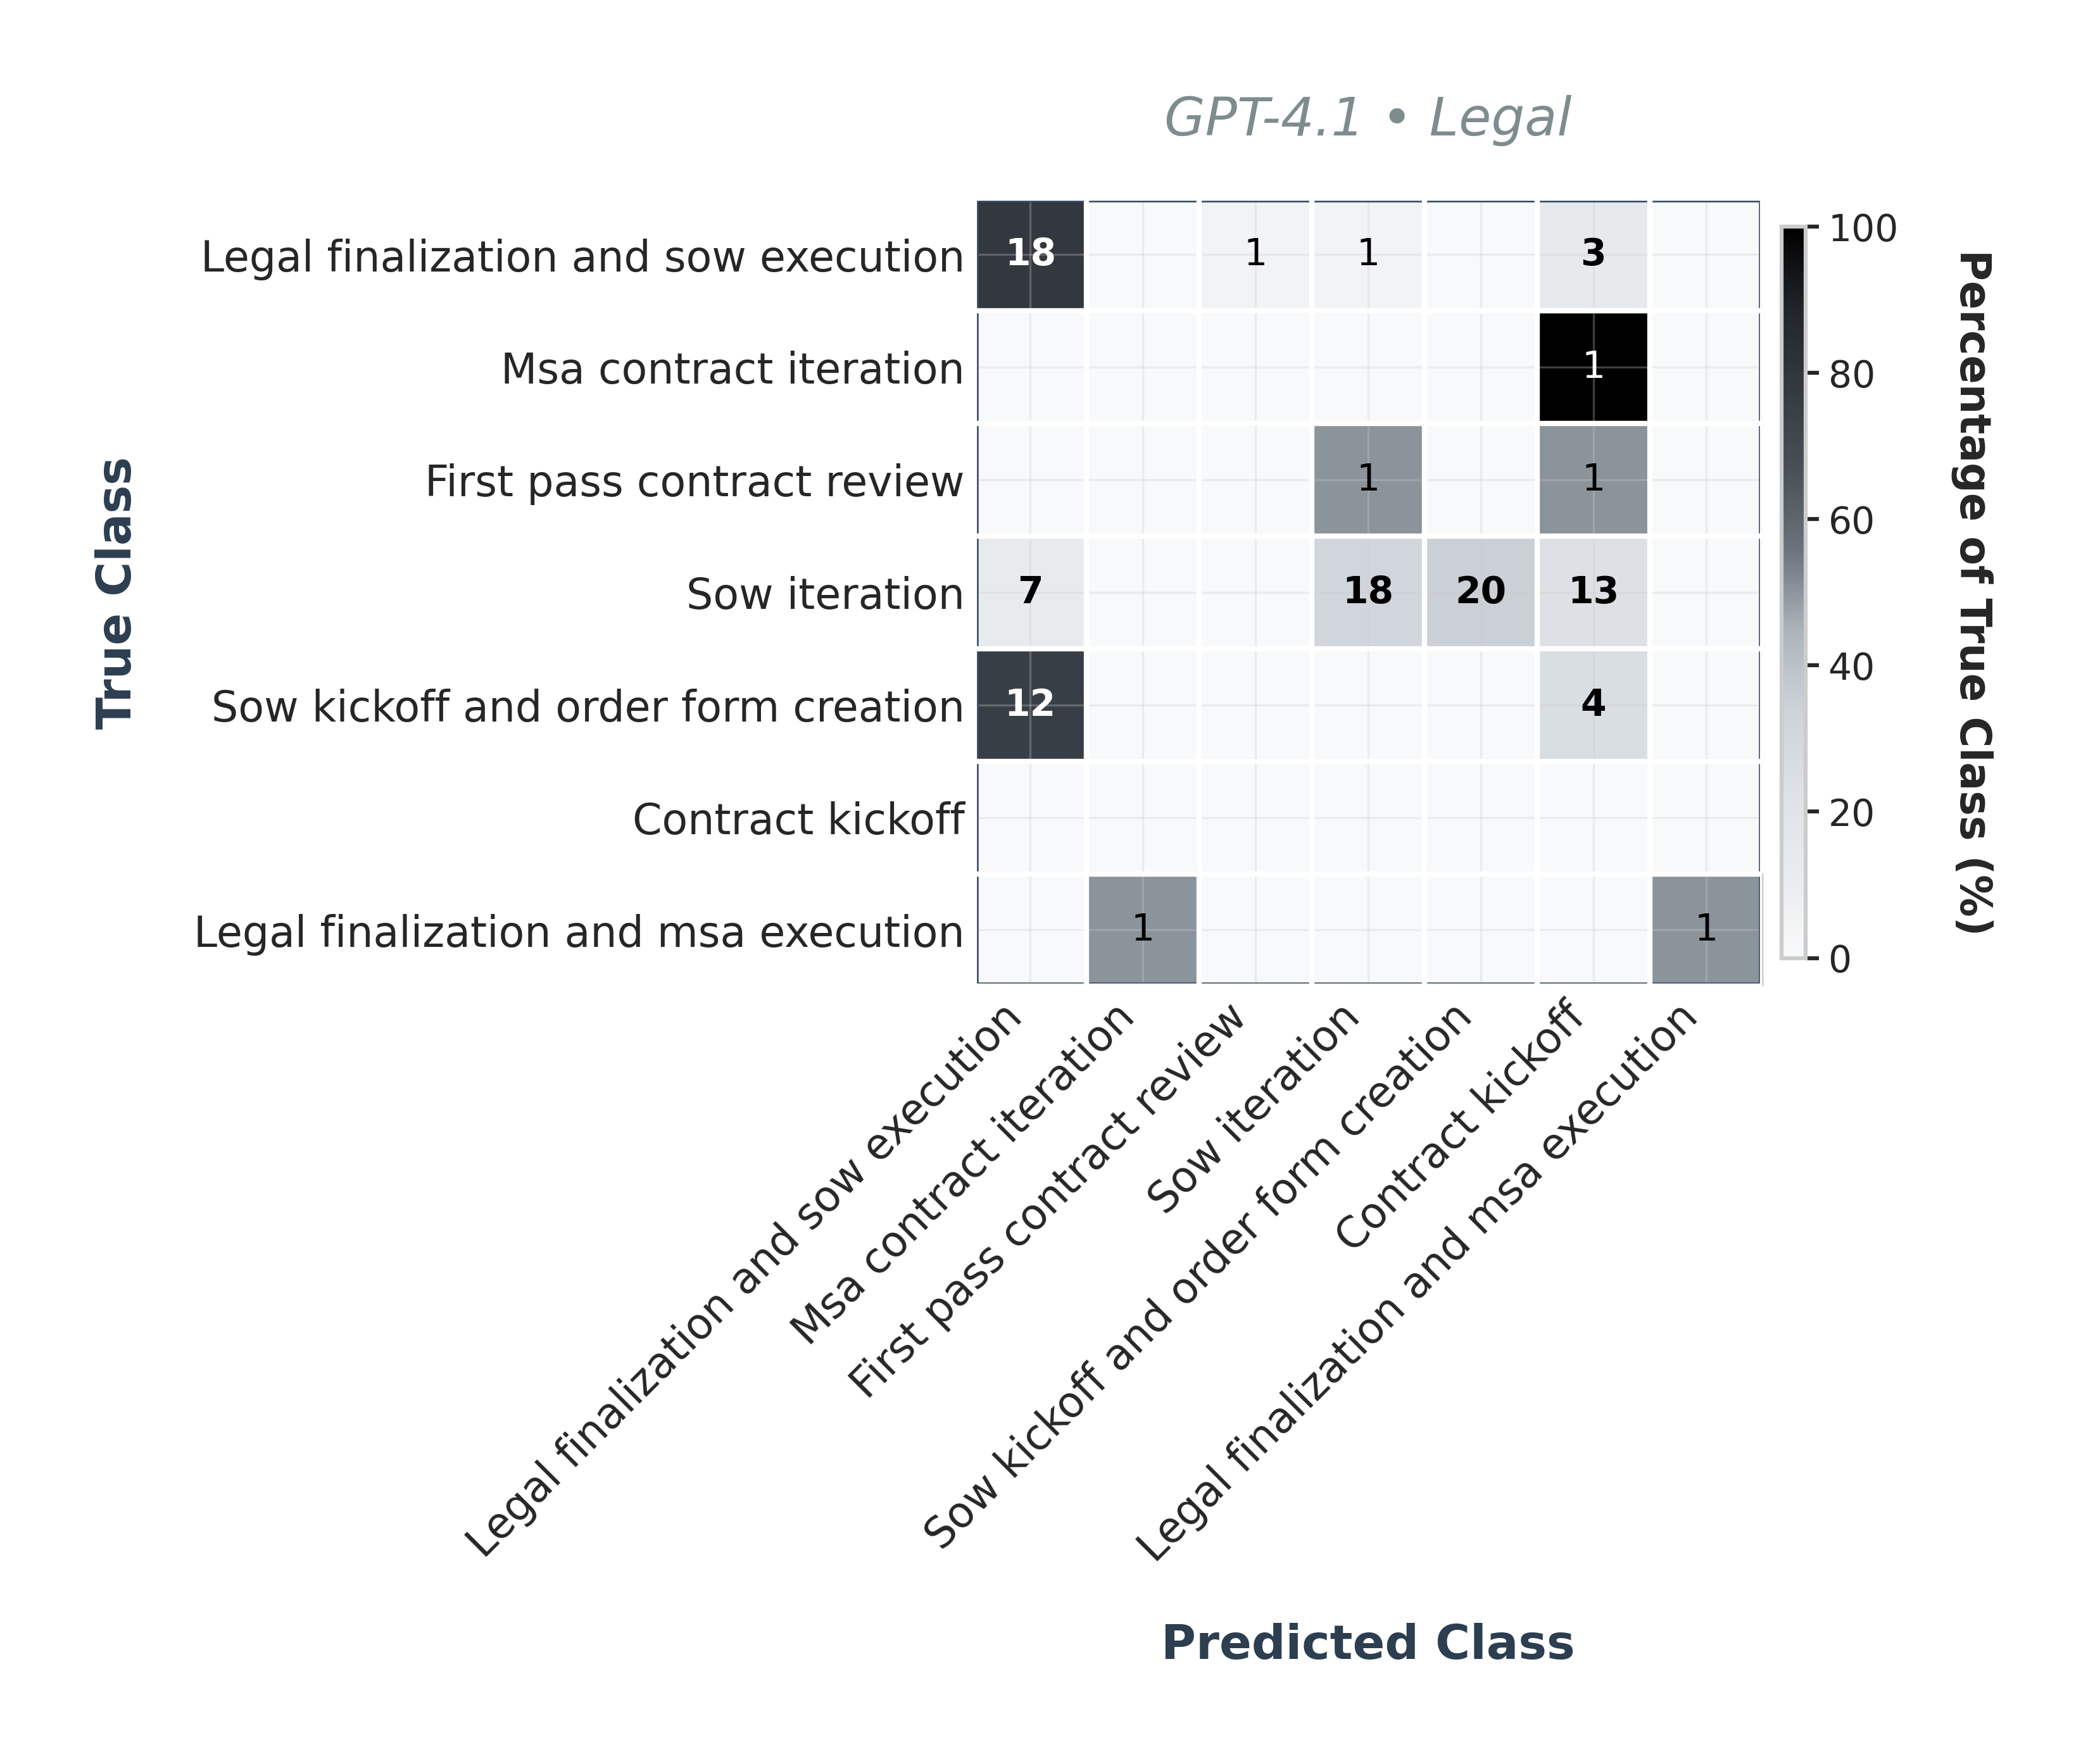 GPT-4.1 • Legal
True Class
Legal finalization and sow execution
18 1 1 3
Msa contract iteration
1
First pass contract review
1 1
Sow iteration
7 18 20 13
Sow kickoff and order form creation
12 4
Contract kickoff
Legal finalization and msa execution
1 1
100
80
60
40
20
0
Percentage of True Class (%)
Legal finalization and sow execution
Msa contract iteration
First pass contract review
Sow iteration
Sow kickoff and order form creation
Contract kickoff
Legal finalization and msa execution
Predicted Class